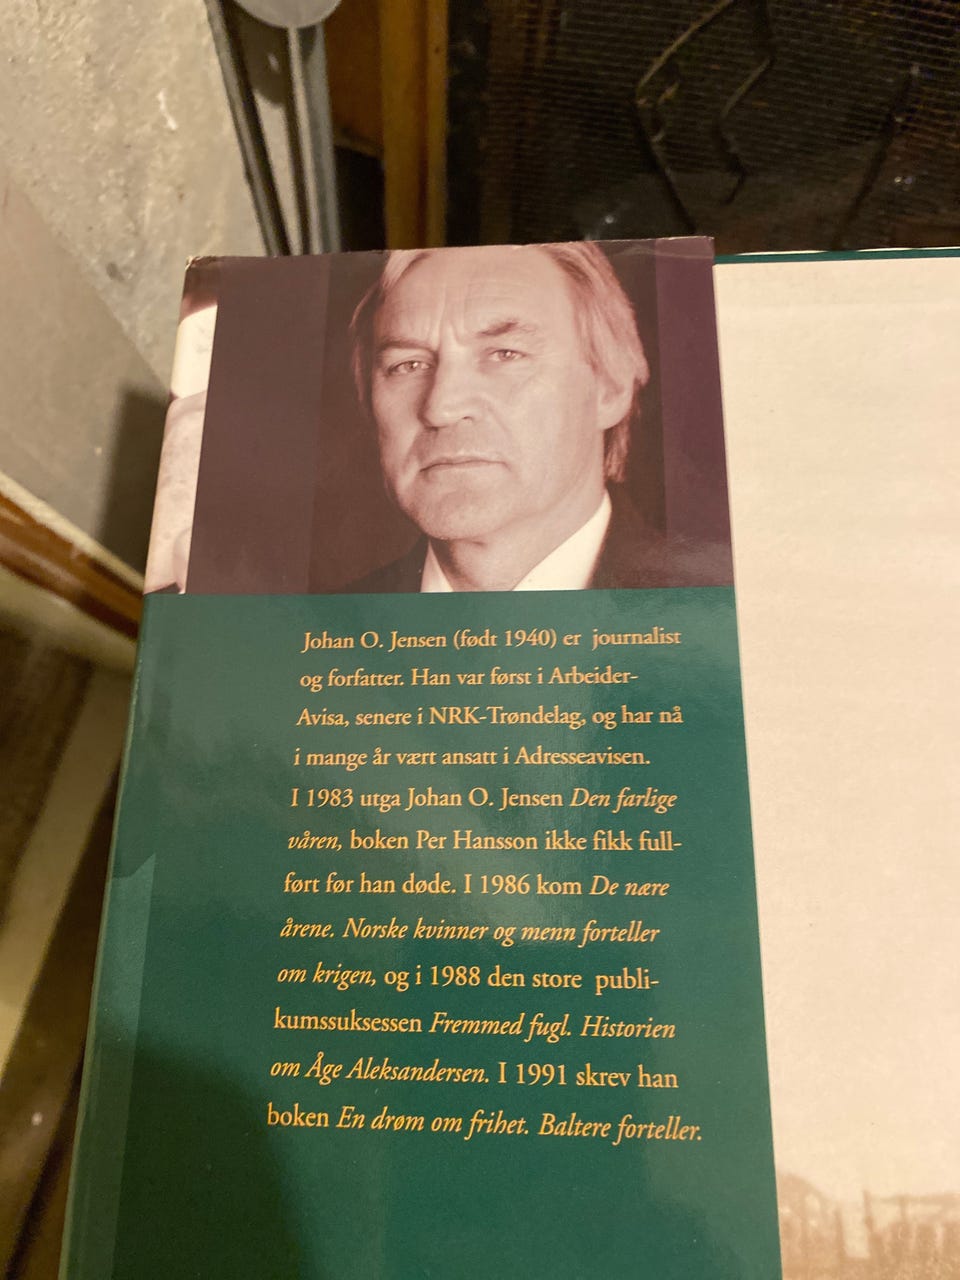 Johan O. Jensen (født 1940) er journalist
og forfatter. Han var først i Arbeider-
Avisa, senere i NRK-Trøndelag, og har nå
i mange år vært ansatt i Adresseavisen.
I 1983 utga Johan O. Jensen Den farlige
våren, boken Per Hansson ikke fikk full-
ført før han døde. I 1986 kom De nære
årene. Norske kvinner og menn forteller
om krigen, og i 1988 den store publi-
kumssuksessen Fremmed fugl. Historien
om Åge Aleksandersen. I 1991 skrev han
boken En drøm om frihet. Baltere forteller.